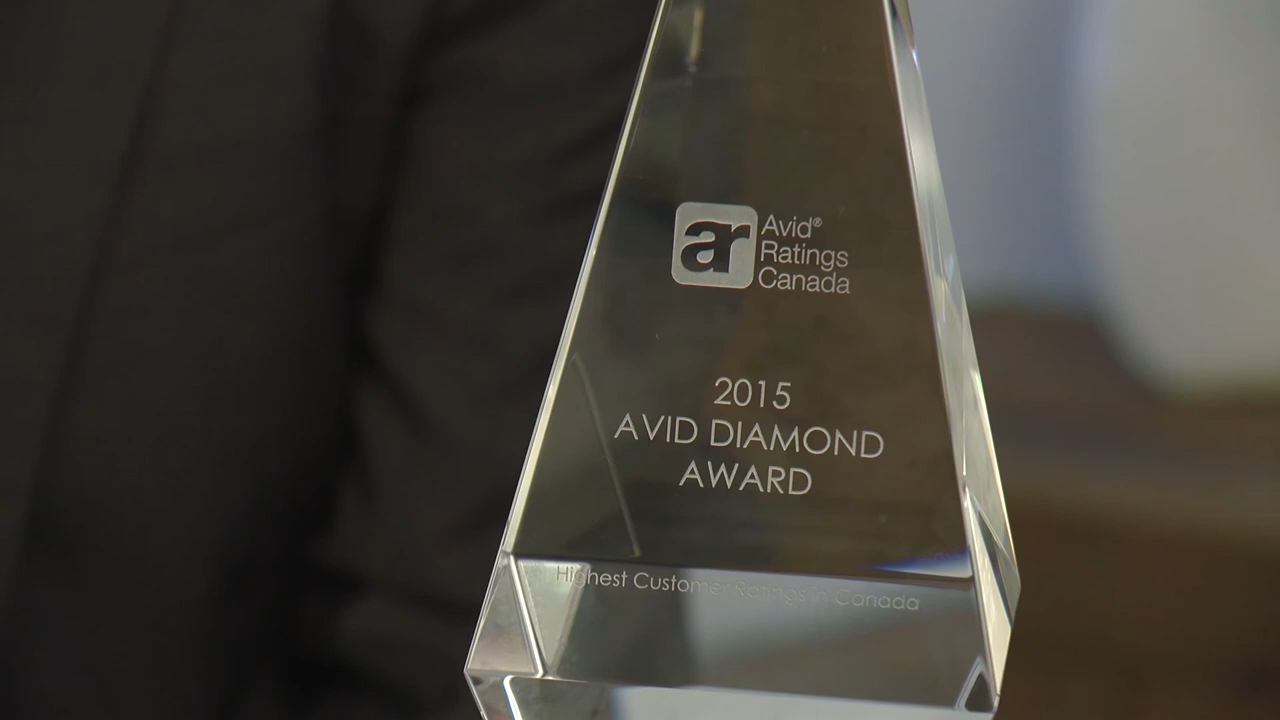 ar
Avid®
Ratings
Canada
2015
AVID DIAMOND
AWARD
Highest Customer Ratings in Canada